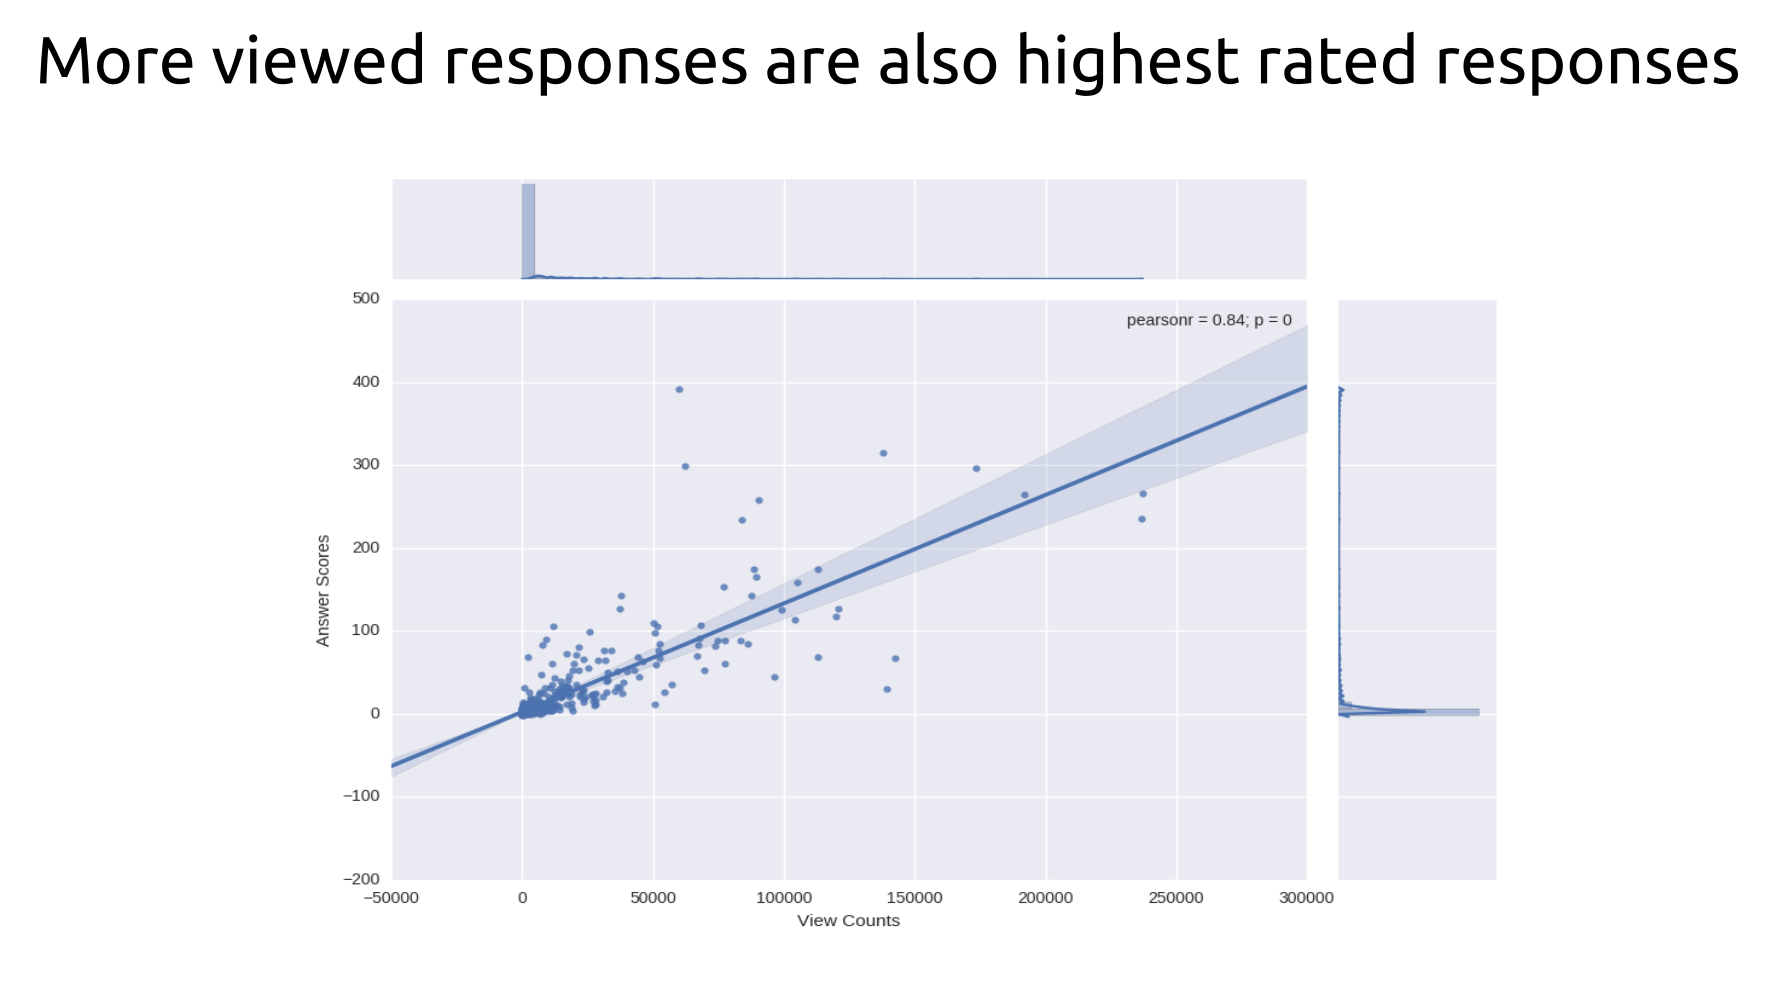 More viewed responses are also highest rated responses
500
pearsonr = 0.84; p = 0
400
300
200
100
0
−100
−200
Answer Scores
−50000 0 50000 100000 150000 200000 250000 300000
View Counts